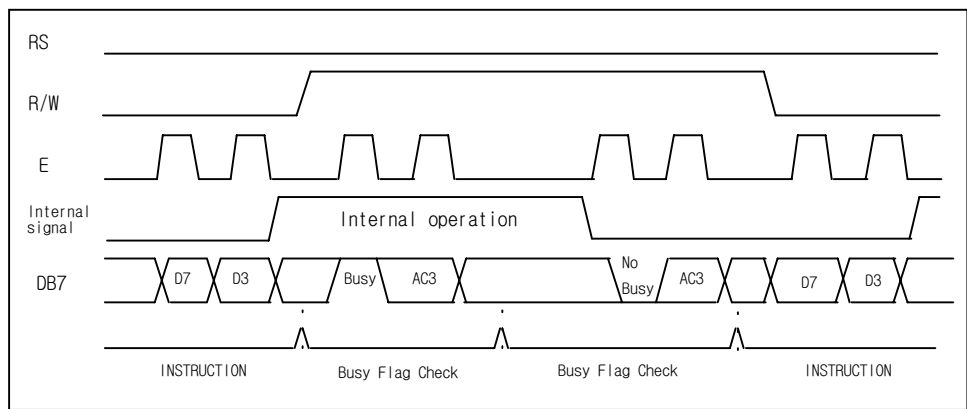 RS
R/W
E
Internal
signal
Internal operation
DB7
D7
D3
Busy
AC3
No
Busy
AC3
D7
D3
INSTRUCTION
Busy Flag Check
Busy Flag Check
INSTRUCTION